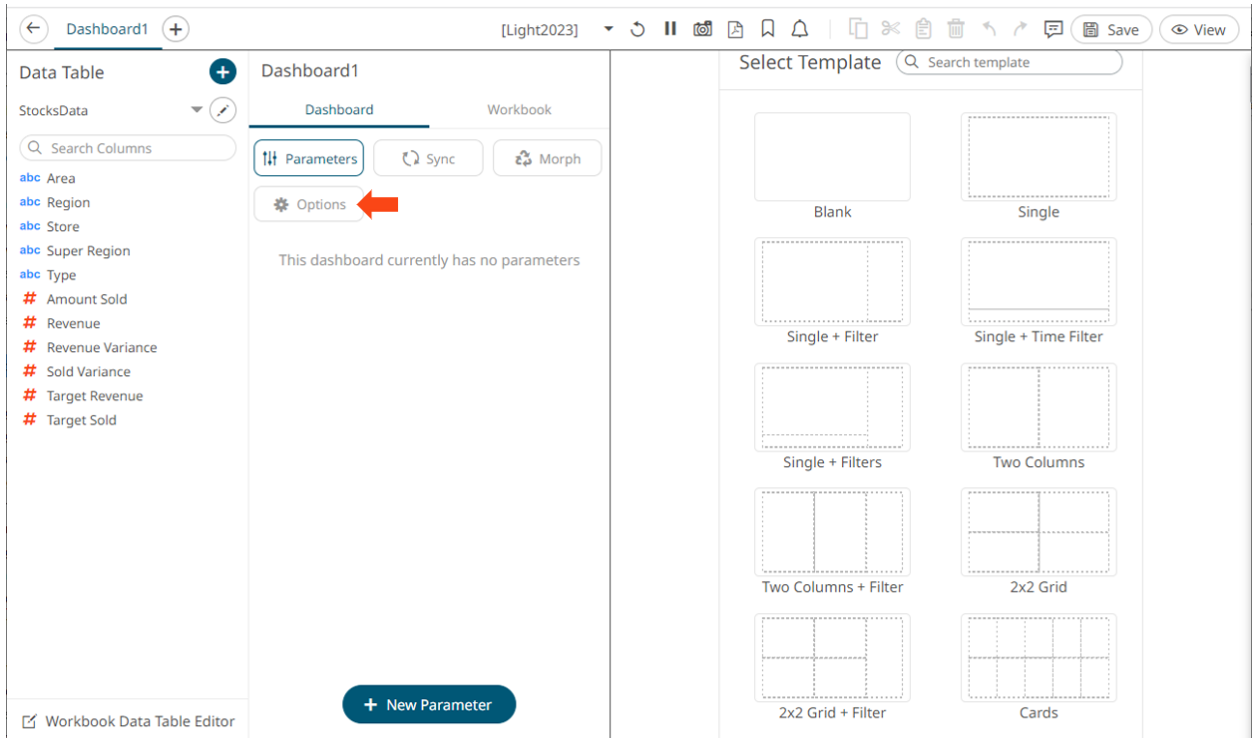 Dashboard1
[Light2023]
Save
View
Data Table
StocksData
Search Columns
abc Area
abc Region
abc Store
abc Super Region
abc Type
# Amount Sold
# Revenue
# Revenue Variance
# Sold Variance
# Target Revenue
# Target Sold
Workbook Data Table Editor
Dashboard1
Dashboard
Workbook
Parameters
Sync
Morph
Options
This dashboard currently has no parameters
+ New Parameter
Select Template
Search template
Blank
Single
Single + Filter
Single + Time Filter
Single + Filters
Two Columns
Two Columns + Filter
2x2 Grid
2x2 Grid + Filter
Cards